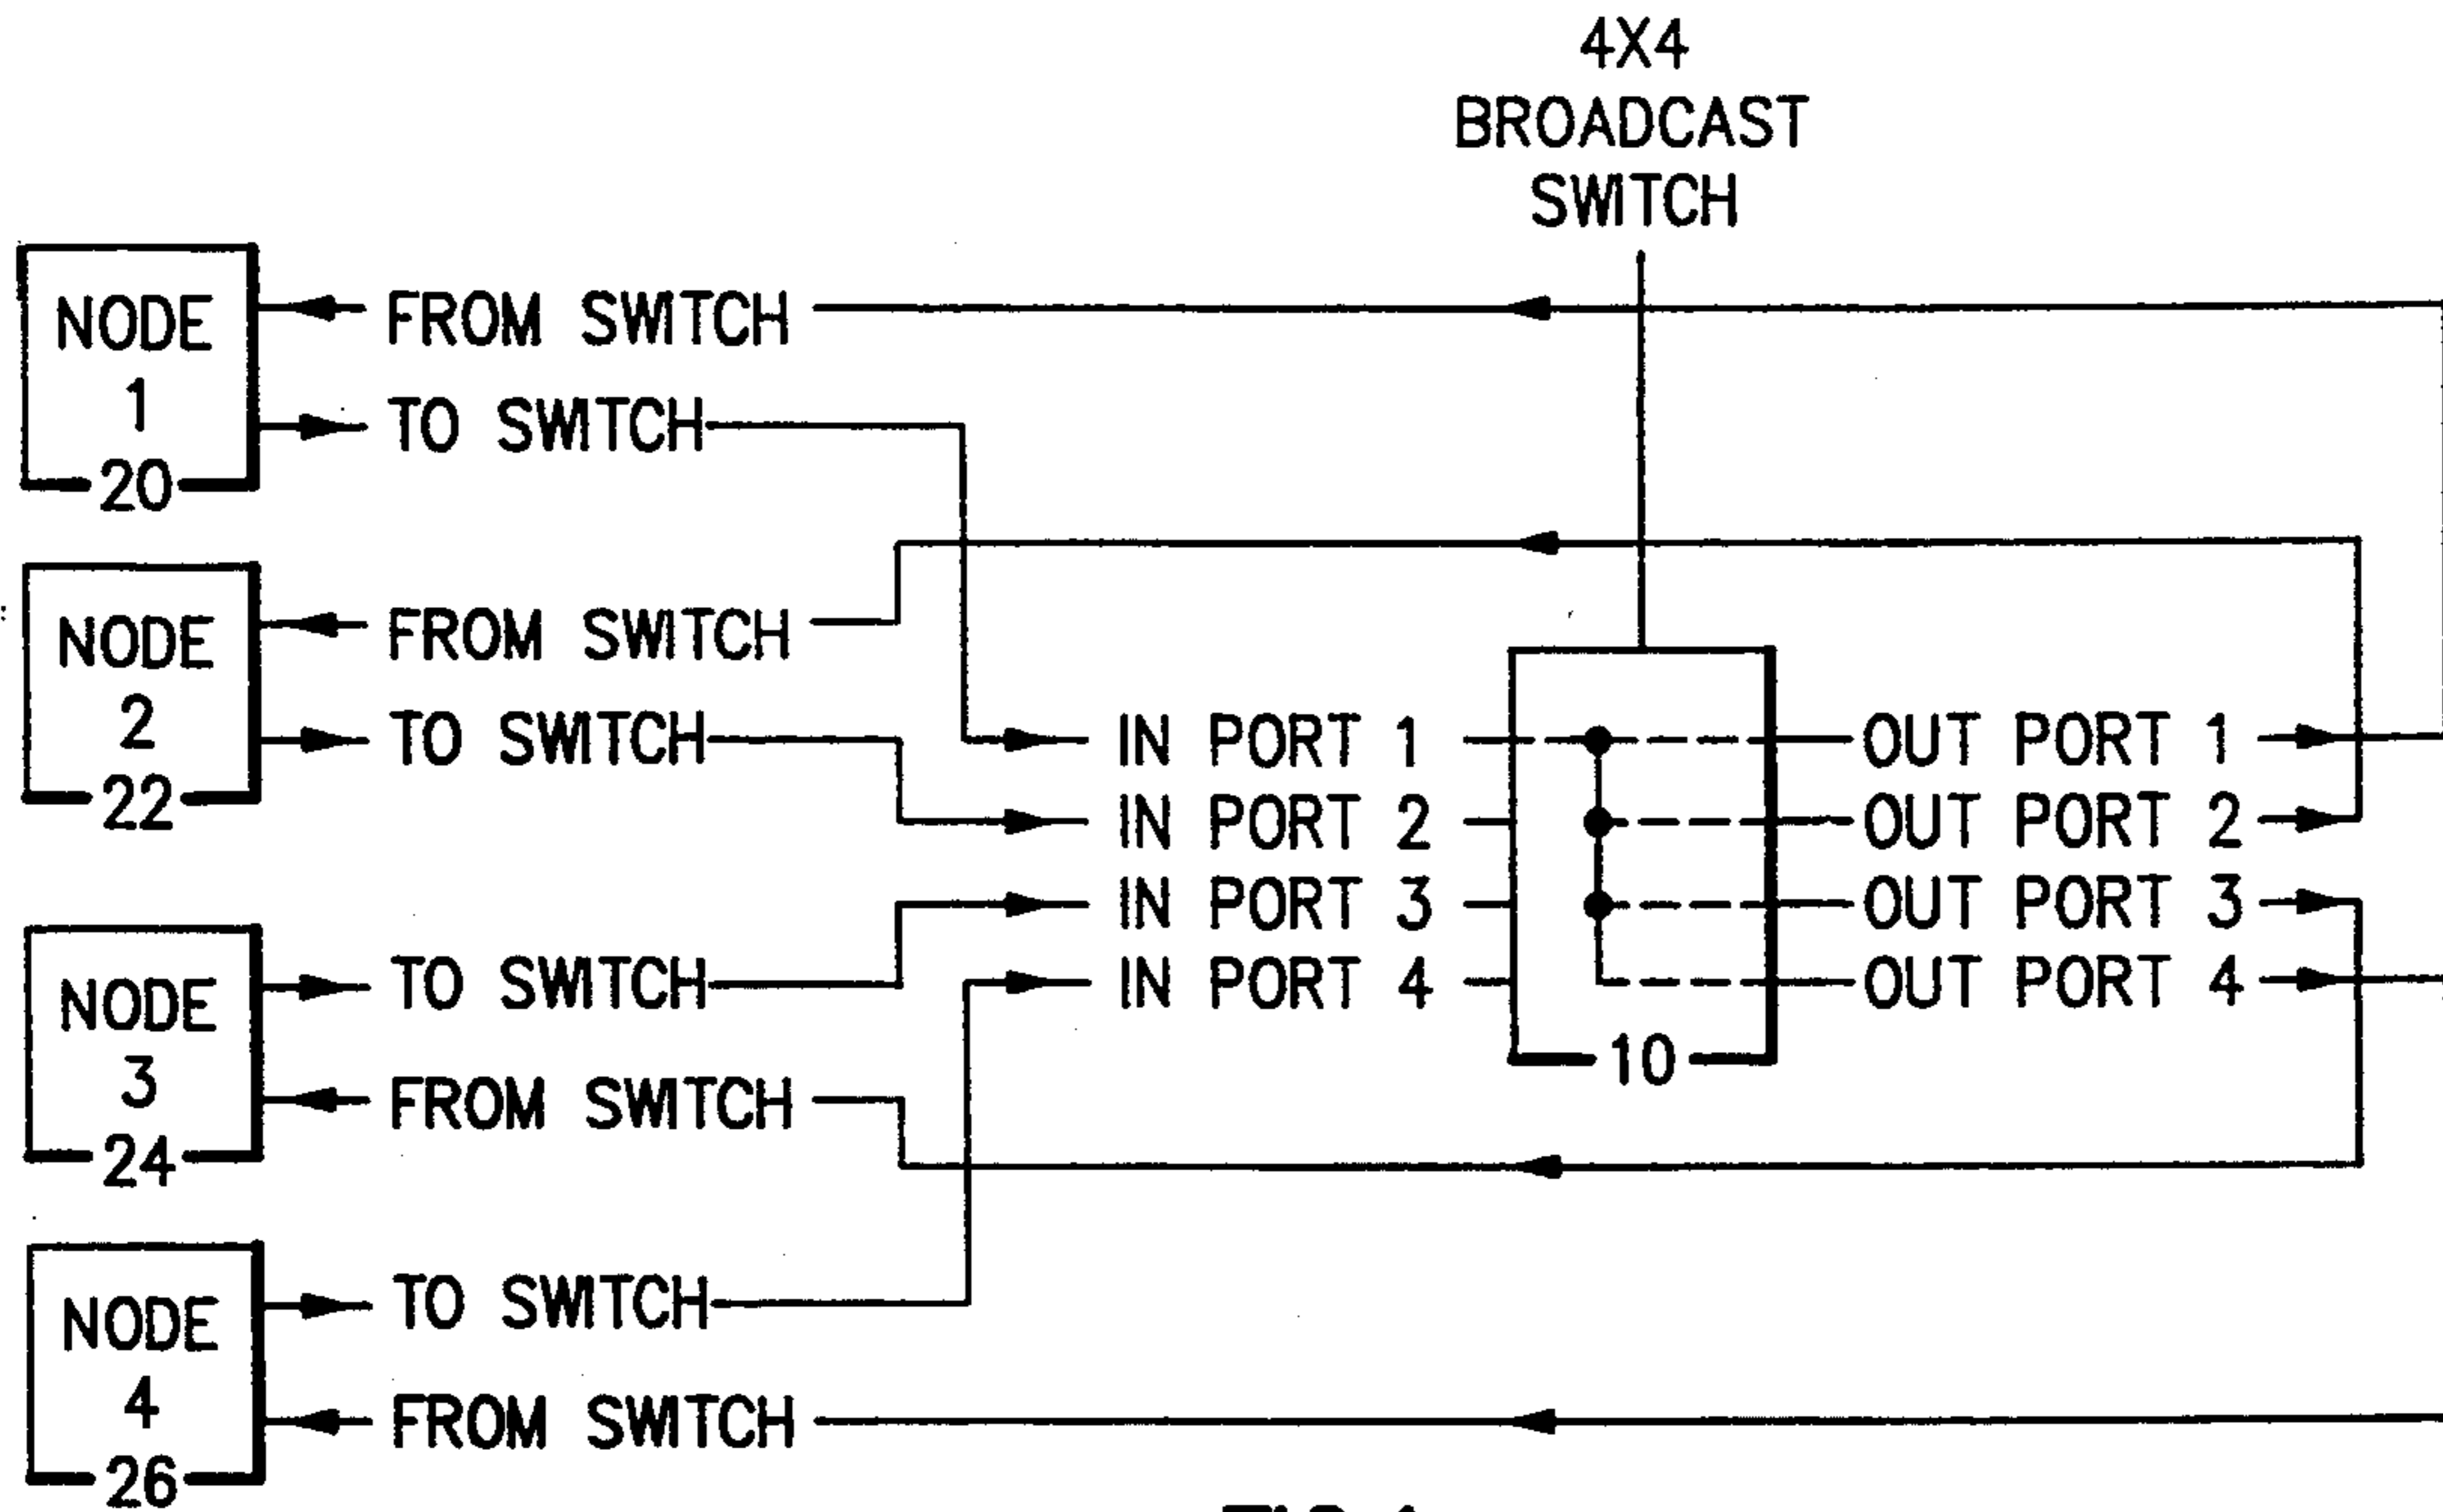 4X4
BROADCAST
SWITCH
NODE
1
20
FROM SWITCH
TO SWITCH
NODE
2
22
FROM SWITCH
TO SWITCH
NODE
3
24
TO SWITCH
FROM SWITCH
NODE
4
26
TO SWITCH
FROM SWITCH
IN PORT 1
IN PORT 2
IN PORT 3
IN PORT 4
10
OUT PORT 1
OUT PORT 2
OUT PORT 3
OUT PORT 4